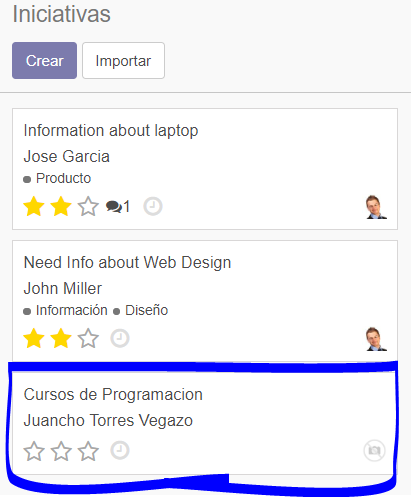 Iniciativas
Crear Importar
Information about laptop
Jose Garcia
Producto
1
Need Info about Web Design
John Miller
Información Diseño
Cursos de Programacion
Juancho Torres Vegazo